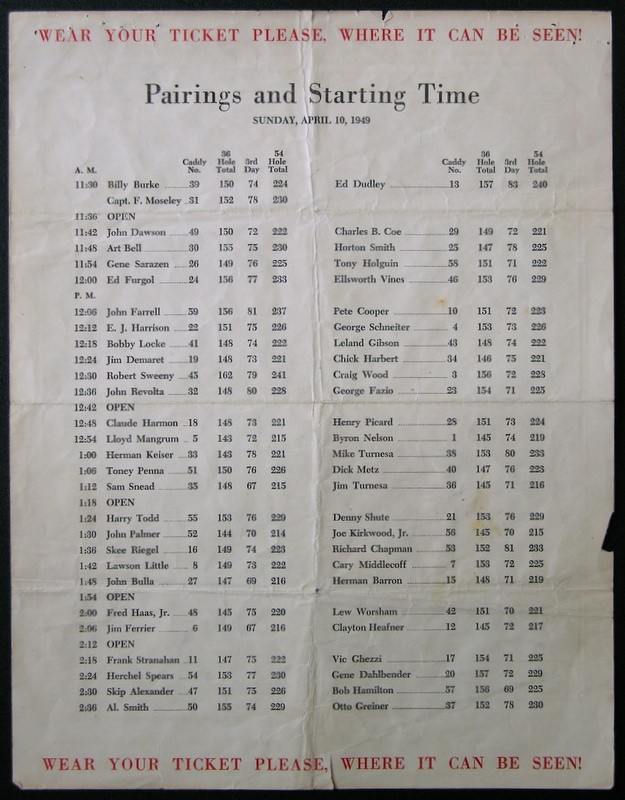 WEAR YOUR TICKET PLEASE, WHERE IT CAN BE SEEN!
Pairings and Starting Time
SUNDAY, APRIL 10, 1949
A. M. Caddy No. 36 Hole Total 3rd Day 54 Hole Total Caddy No. 36 Hole Total 3rd Day 54 Hole Total
11:30 Billy Burke 39 150 74 224 Ed Dudley 13 157 83 240
Capt. F. Moseley 31 152 78 230
11:36 OPEN
11:42 John Dawson 49 150 72 222 Charles B. Coe 29 149 72 221
11:48 Art Bell 30 155 75 230 Horton Smith 25 147 78 225
11:54 Gene Sarazen 26 149 76 225 Tony Holguin 58 151 71 222
12:00 Ed Furgol 24 156 77 233 Ellsworth Vines 46 153 76 229
P. M.
12:06 John Farrell 59 156 81 237 Pete Cooper 10 151 72 223
12:12 E. J. Harrison 22 151 75 226 George Schneiter 4 153 73 226
12:18 Bobby Locke 41 148 74 222 Leland Gibson 43 148 74 222
12:24 Jim Demaret 19 148 73 221 Chick Harbert 34 146 75 221
12:30 Robert Sweeny 45 162 79 241 Craig Wood 3 156 72 228
12:36 John Revolta 32 148 80 228 George Fazio 23 154 71 225
12:42 OPEN
12:48 Claude Harmon 18 148 73 221 Henry Picard 28 151 73 224
12:54 Lloyd Mangrum 5 143 72 215 Byron Nelson 1 145 74 219
1:00 Herman Keiser 33 143 78 221 Mike Turnesa 38 153 80 233
1:06 Toney Penna 51 150 76 226 Dick Metz 40 147 76 223
1:12 Sam Snead 35 148 67 215 Jim Turnesa 36 145 71 216
1:18 OPEN
1:24 Harry Todd 55 153 76 229 Denny Shute 21 153 76 229
1:30 John Palmer 52 144 70 214 Joe Kirkwood, Jr. 56 145 70 215
1:36 Skee Riegel 16 149 74 223 Richard Chapman 53 152 81 233
1:42 Lawson Little 8 149 73 222 Cary Middlecoff 7 153 72 225
1:48 John Bulla 27 147 69 216 Herman Barron 15 148 71 219
1:54 OPEN
2:00 Fred Haas, Jr. 48 145 75 220 Lew Worsham 42 151 70 221
2:06 Jim Ferrier 6 149 67 216 Clayton Heafner 12 145 72 217
2:12 OPEN
2:18 Frank Stranahan 11 147 75 222 Vic Ghezzi 17 154 71 225
2:24 Herchel Spears 54 153 77 230 Gene Dahlbender 20 157 72 229
2:30 Skip Alexander 47 151 75 226 Bob Hamilton 57 156 69 225
2:36 Al. Smith 50 155 74 229 Otto Greiner 37 152 78 230
WEAR YOUR TICKET PLEASE, WHERE IT CAN BE SEEN!